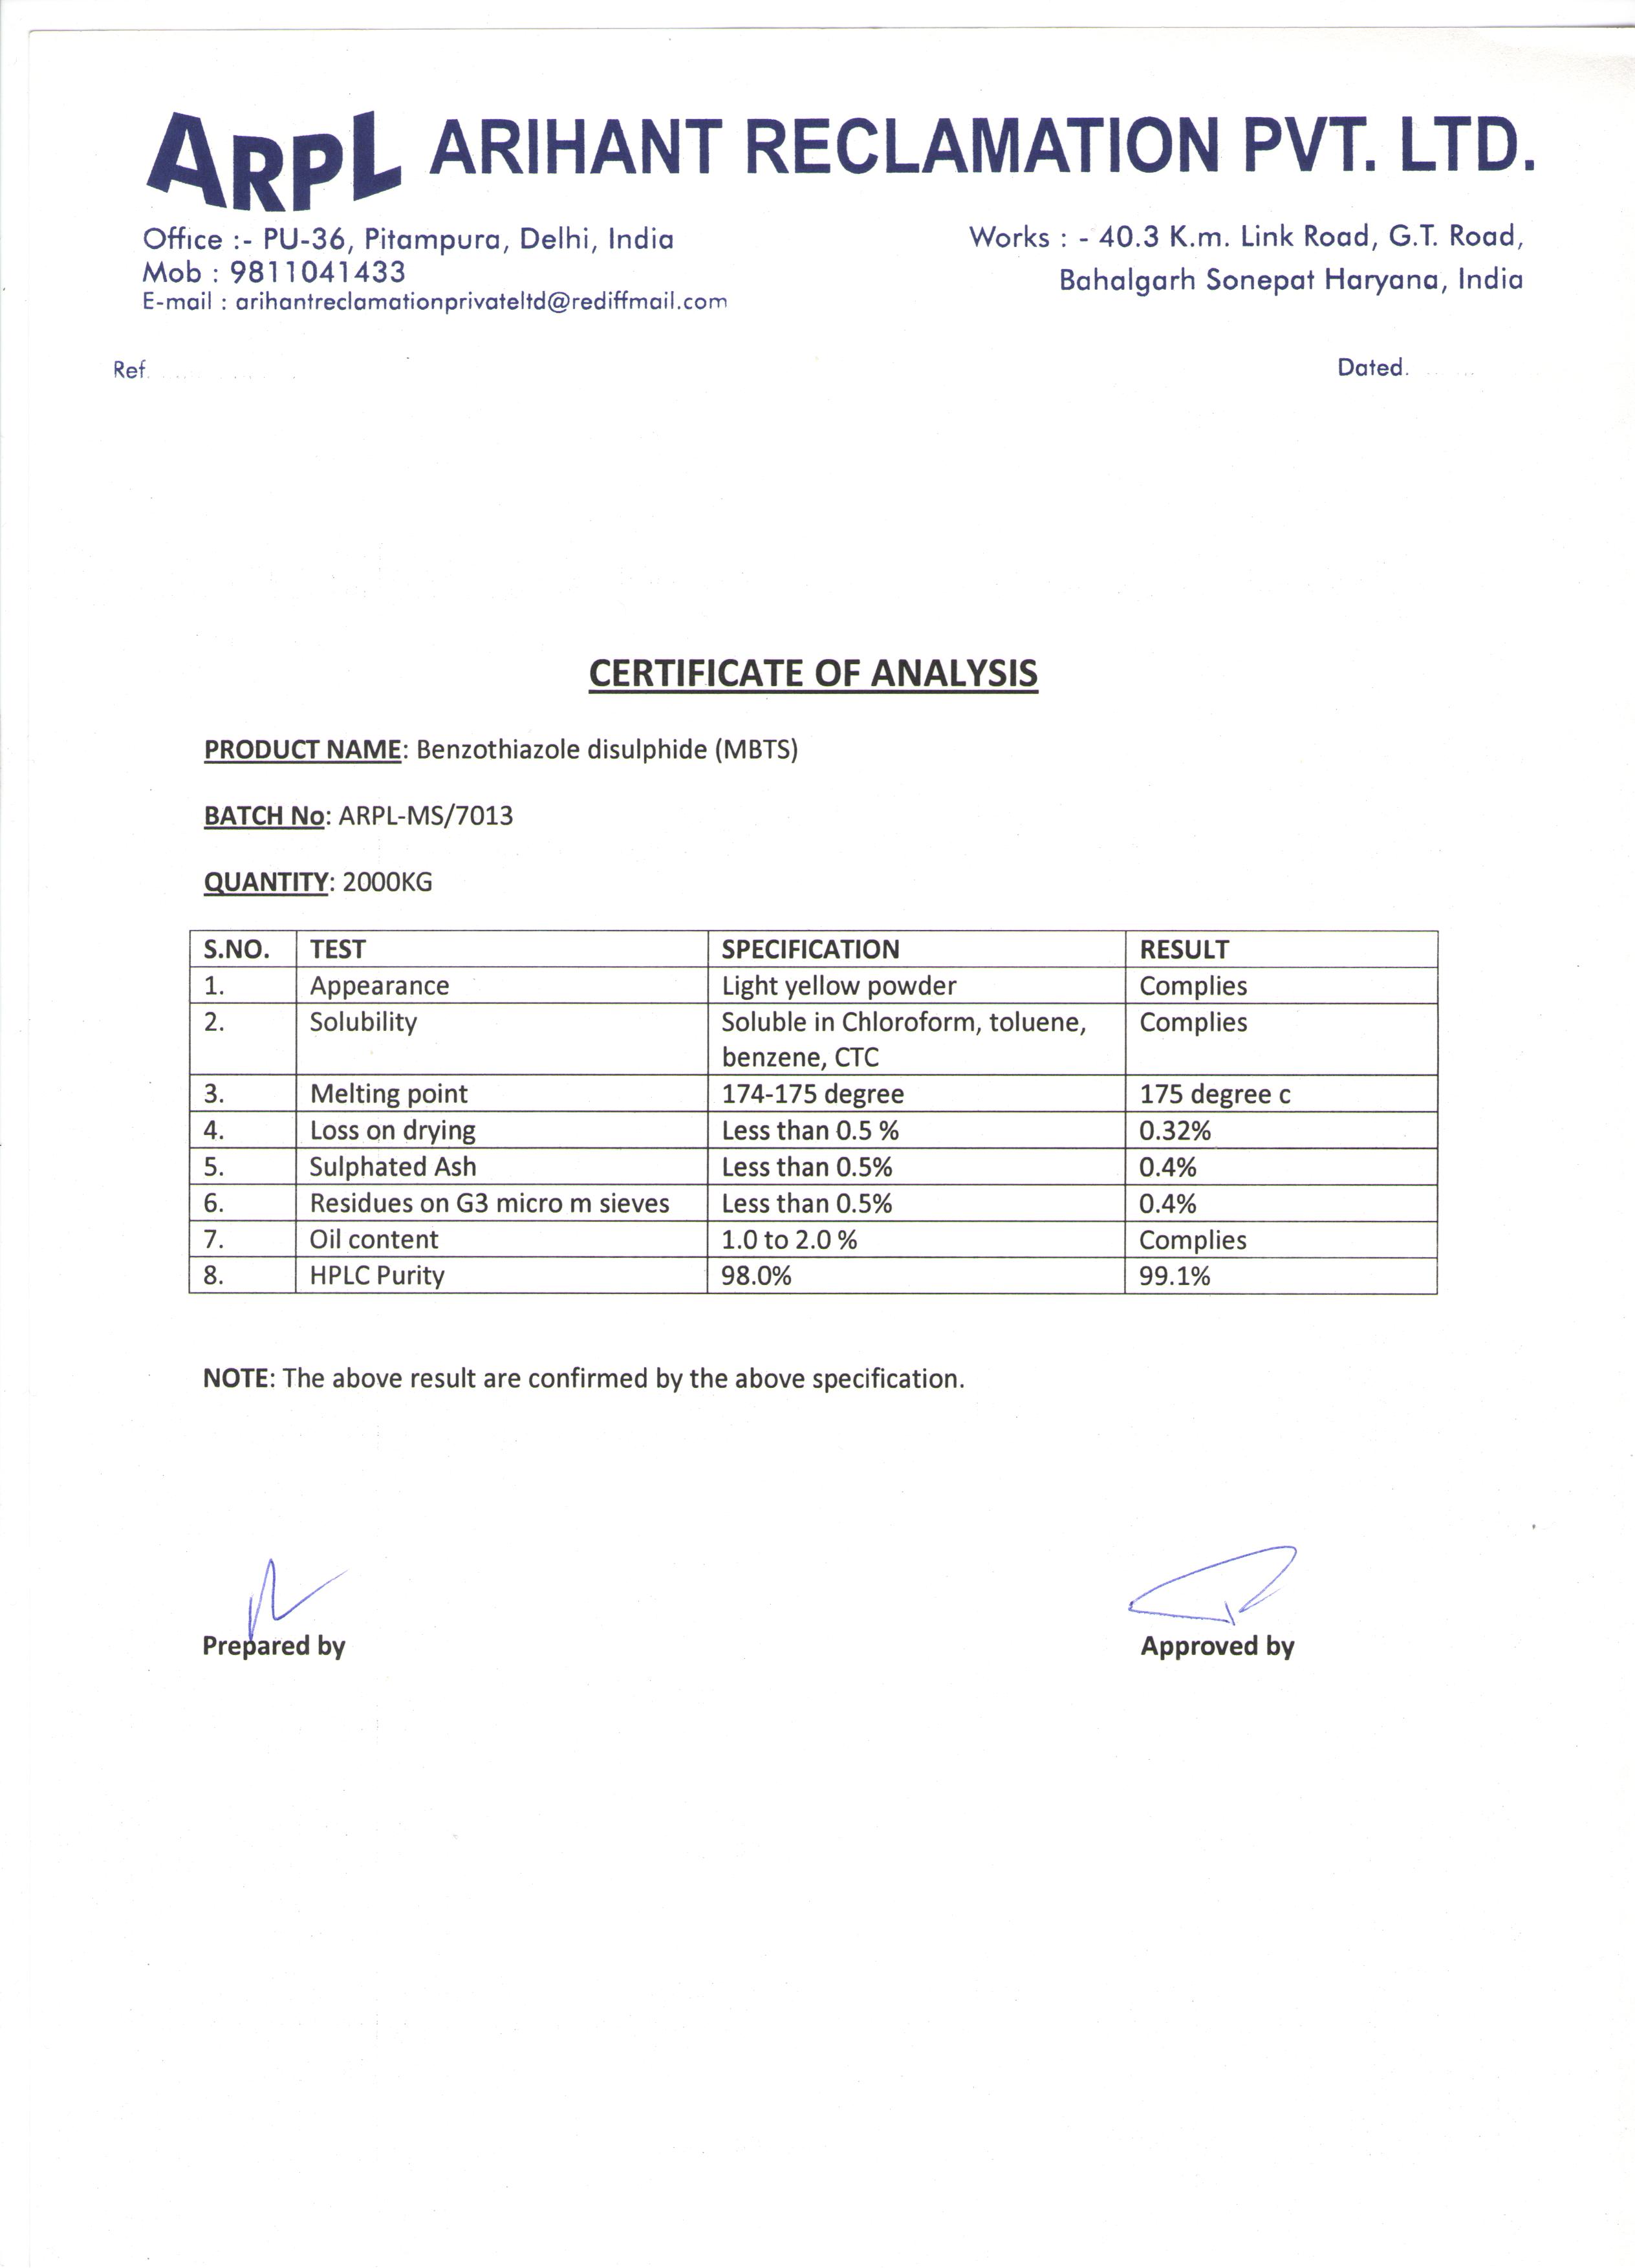 ARPL ARIHANT RECLAMATION PVT. LTD.
Office :- PU-36, Pitampura, Delhi, India
Mob : 9811041433
E-mail : arihantreclamationprivateltd@rediffmail.com
Works : - 40.3 K.m. Link Road, G.T. Road,
Bahalgarh Sonepat Haryana, India
Ref
Dated.
CERTIFICATE OF ANALYSIS
PRODUCT NAME: Benzothiazole disulphide (MBTS)
BATCH No: ARPL-MS/7013
QUANTITY: 2000KG
S.NO. TEST SPECIFICATION RESULT
1. Appearance Light yellow powder Complies
2. Solubility Soluble in Chloroform, toluene, Complies
benzene, CTC
3. Melting point 174-175 degree 175 degree c
4. Loss on drying Less than 0.5 % 0.32%
5. Sulphated Ash Less than 0.5% 0.4%
6. Residues on G3 micro m sieves Less than 0.5% 0.4%
7. Oil content 1.0 to 2.0 % Complies
8. HPLC Purity 98.0% 99.1%
NOTE: The above result are confirmed by the above specification.
Prepared by Approved by